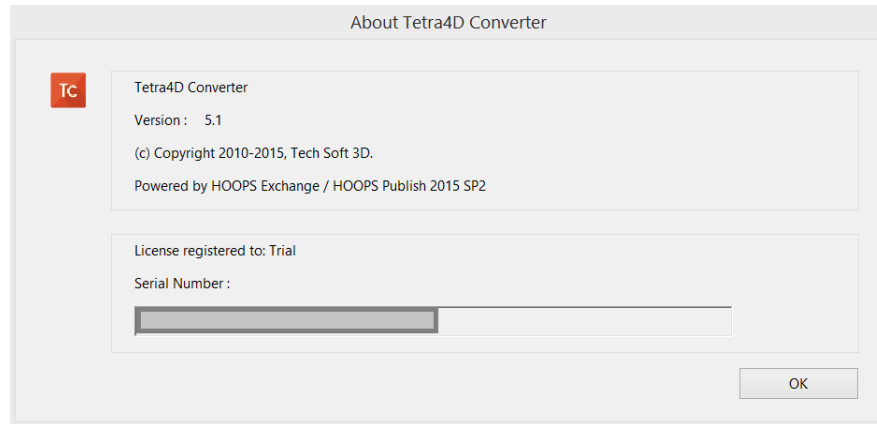 About Tetra4D Converter
TC
Tetra4D Converter
Version : 5.1
(c) Copyright 2010-2015, Tech Soft 3D.
Powered by HOOPS Exchange / HOOPS Publish 2015 SP2
License registered to: Trial
Serial Number :
OK